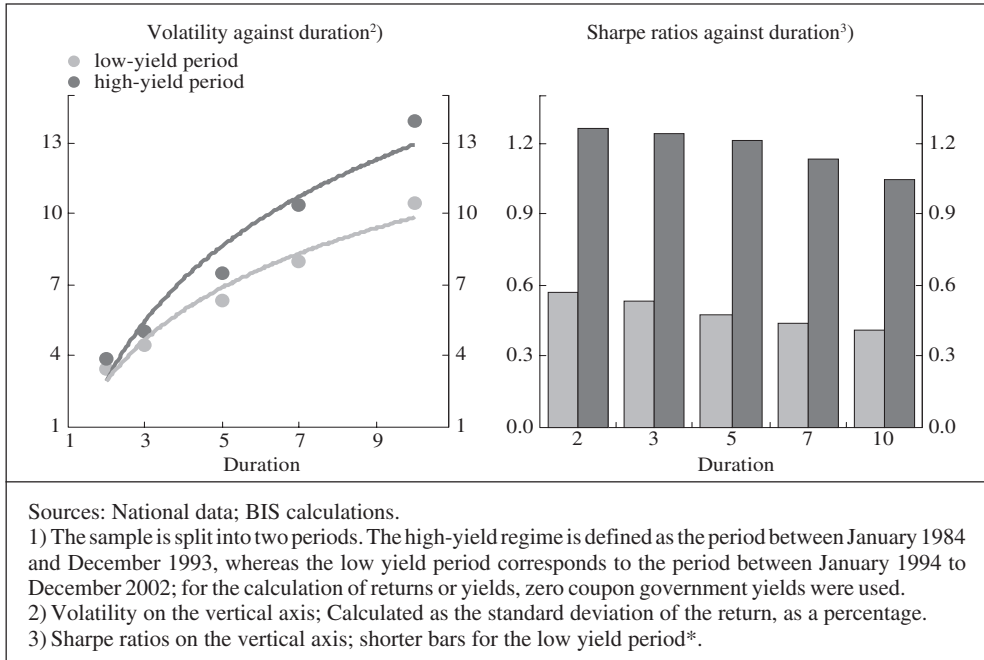 Volatility against duration2)
low-yield period
high-yield period
13
10
7
4
1
13
10
7
4
1
1 3 5 7 9
Duration
Sharpe ratios against duration3)
1.2
0.9
0.6
0.3
0.0
1.2
0.9
0.6
0.3
0.0
2 3 5 7 10
Duration
Sources: National data; BIS calculations.
1) The sample is split into two periods. The high-yield regime is defined as the period between January 1984
and December 1993, whereas the low yield period corresponds to the period between January 1994 to
December 2002; for the calculation of returns or yields, zero coupon government yields were used.
2) Volatility on the vertical axis; Calculated as the standard deviation of the return, as a percentage.
3) Sharpe ratios on the vertical axis; shorter bars for the low yield period*.